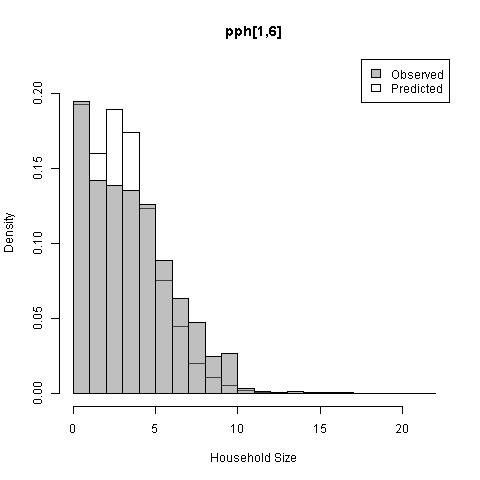 pph[1,6]
Observed
Predicted
Density
0.20
0.15
0.10
0.05
0.00
0 5 10 15 20
Household Size